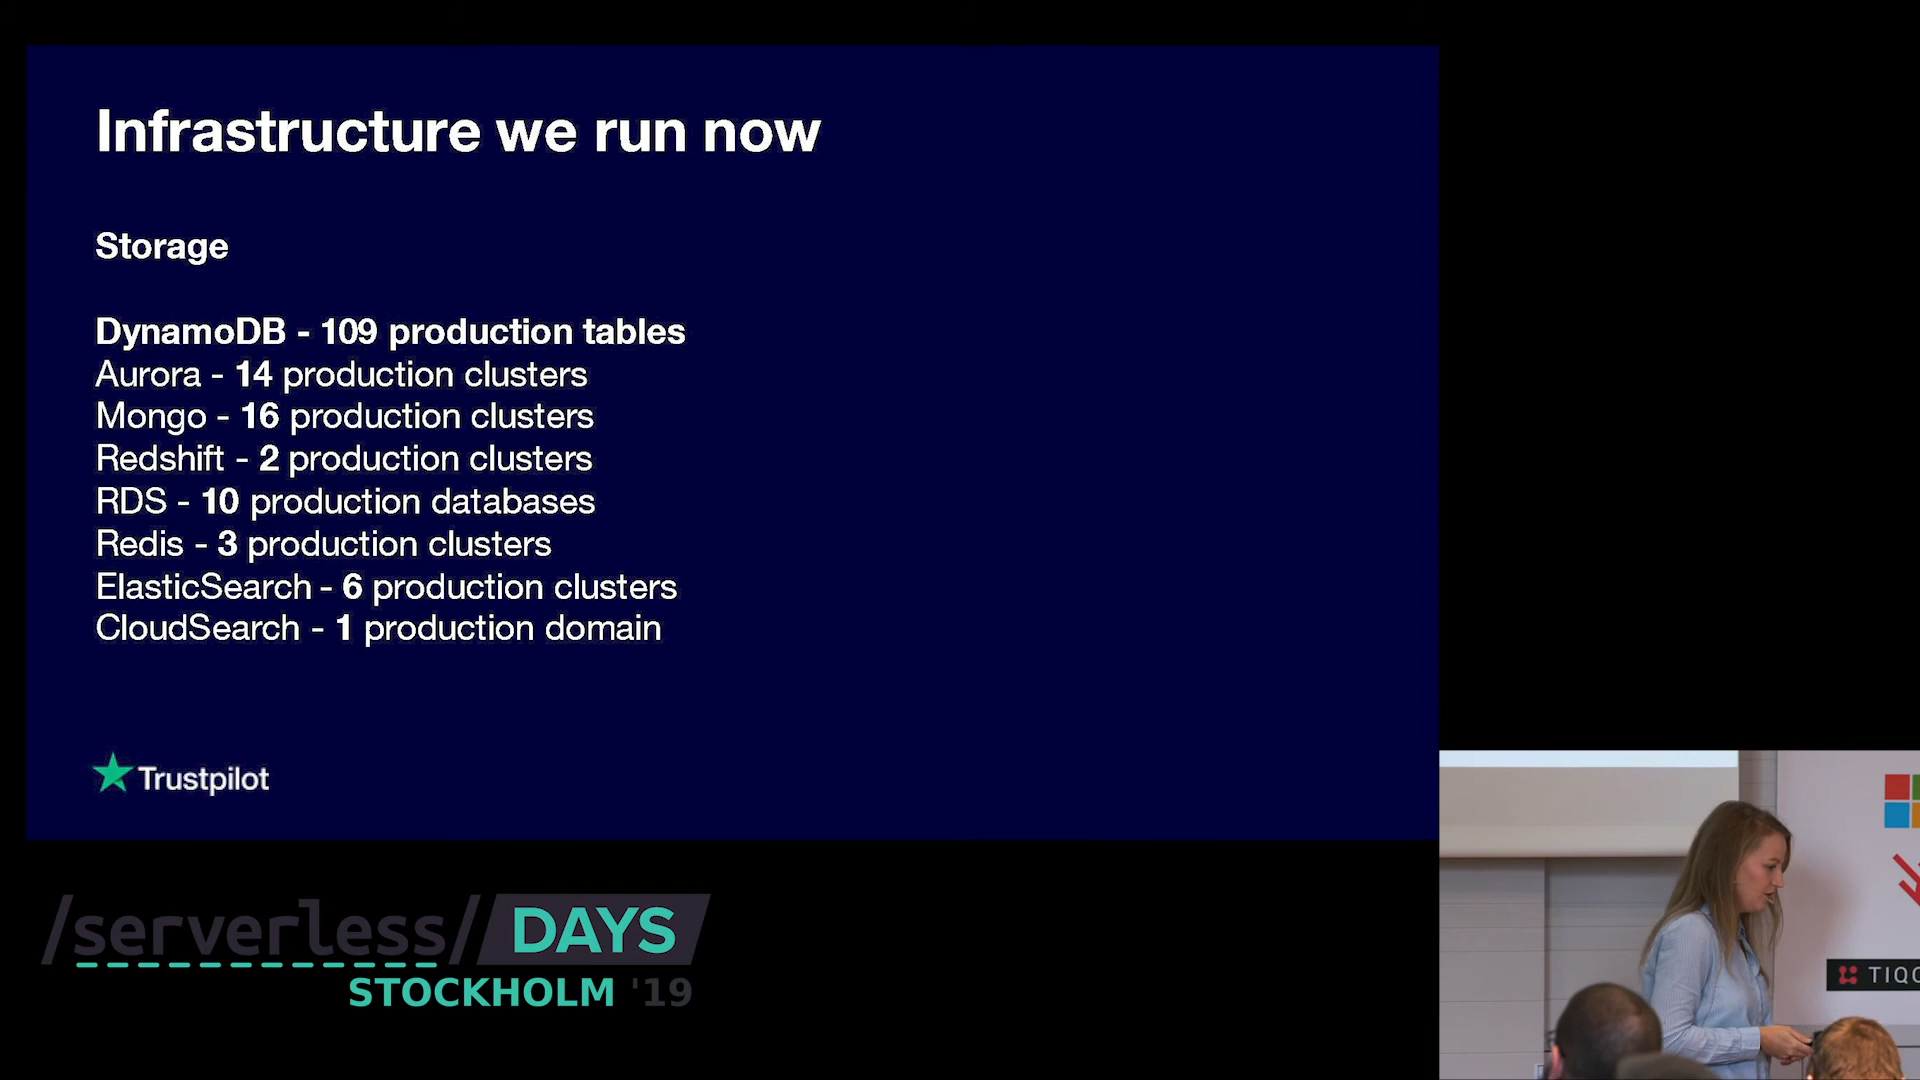 Infrastructure we run now
Storage
DynamoDB - 109 production tables
Aurora - 14 production clusters
Mongo - 16 production clusters
Redshift - 2 production clusters
RDS - 10 production databases
Redis - 3 production clusters
ElasticSearch - 6 production clusters
CloudSearch - 1 production domain
Trustpilot
/serverless/ DAYS
STOCKHOLM '19